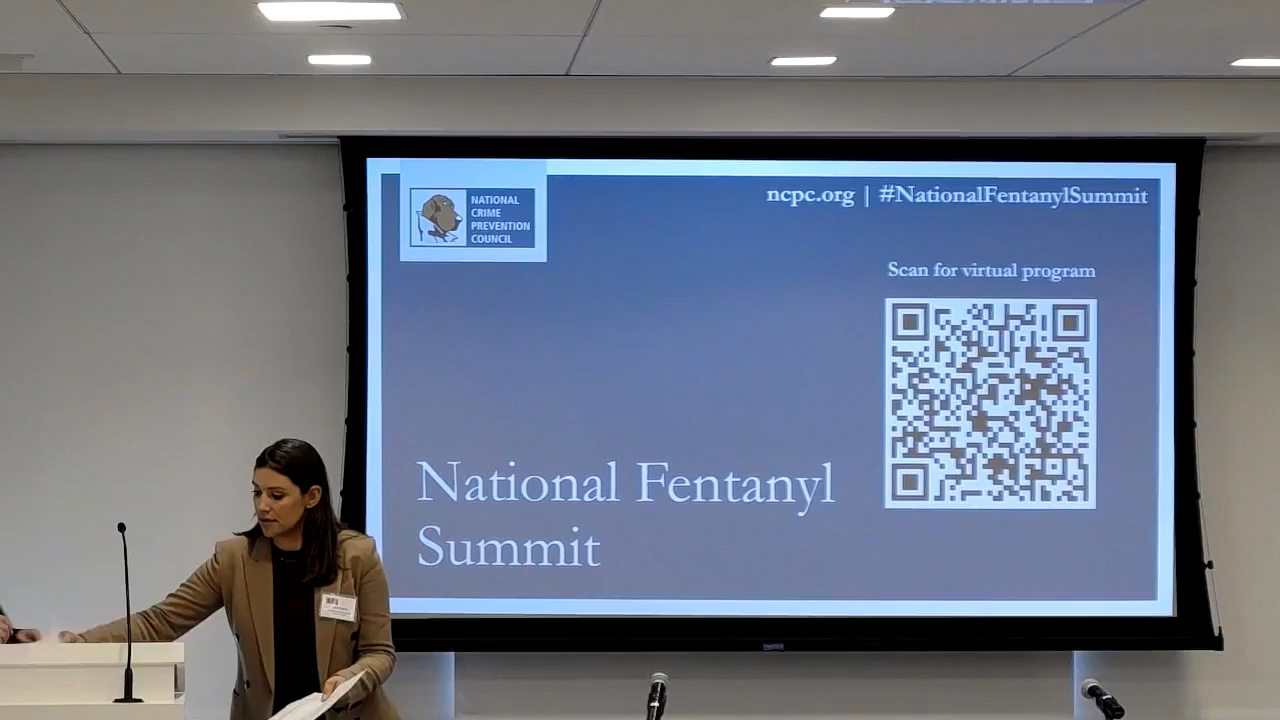 NATIONAL
CRIME
PREVENTION
COUNCIL
ncpc.org | #NationalFentanylSummit
Scan for virtual program
National Fentanyl
Summit